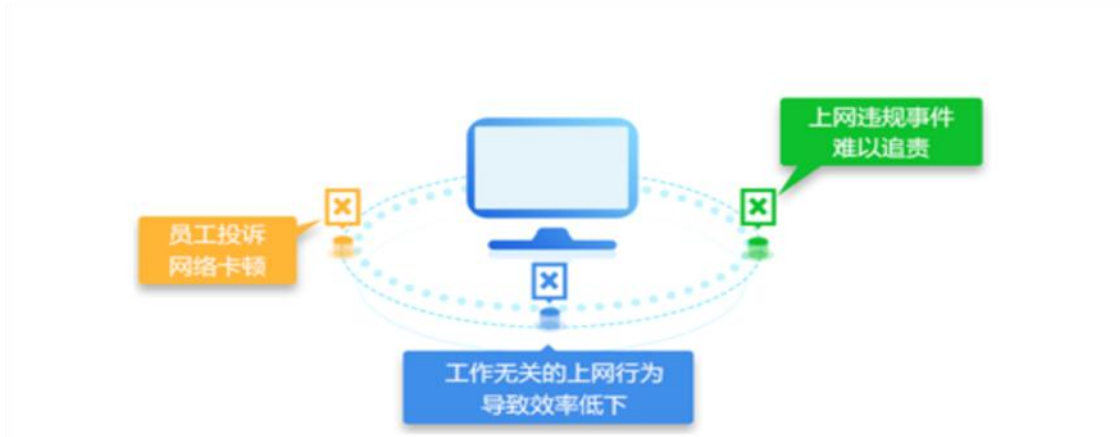 上网违规事件
难以追责
员工投诉
网络卡顿
工作无关的上网行为
导致效率低下